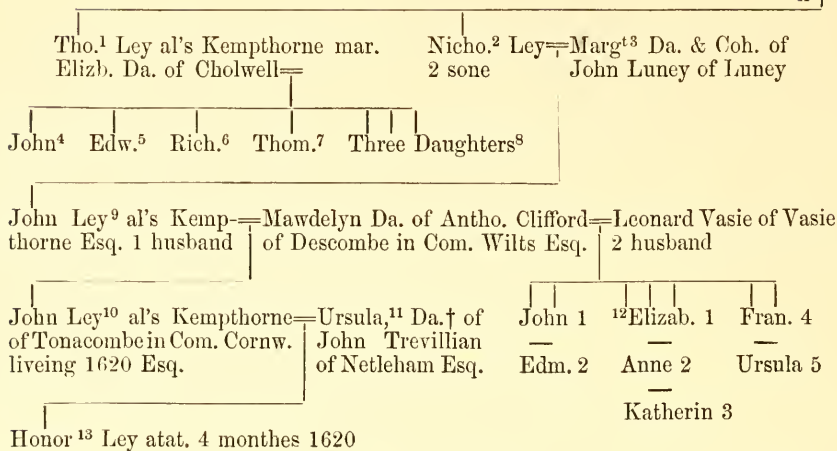 Tho.¹ Ley al's Kempthorne mar.
Elizb. Da. of Cholwell
Nicho.² Ley
2 sone
Margᵗ³ Da. & Coh. of
John Luney of Luney
John⁴ Edw.⁵ Rich.⁶ Thom.⁷ Three Daughters⁸
John Ley⁹ al's Kemp-
thorne Esq. 1 husband
Mawdelyn Da. of Antho. Clifford
of Descombe in Com. Wilts Esq.
Leonard Vasie of Vasie
2 husband
John Ley¹⁰ al's Kempthorne
of Tonacombe in Com. Cornw.
liveing 1620 Esq.
Ursula,¹¹ Da.† of
John Trevillian
of Netleham Esq.
John 1
Edm. 2
¹²Elizab. 1
Anne 2
Katherin 3
Fran. 4
Ursula 5
Honor¹³ Ley atat. 4 monthes 1620